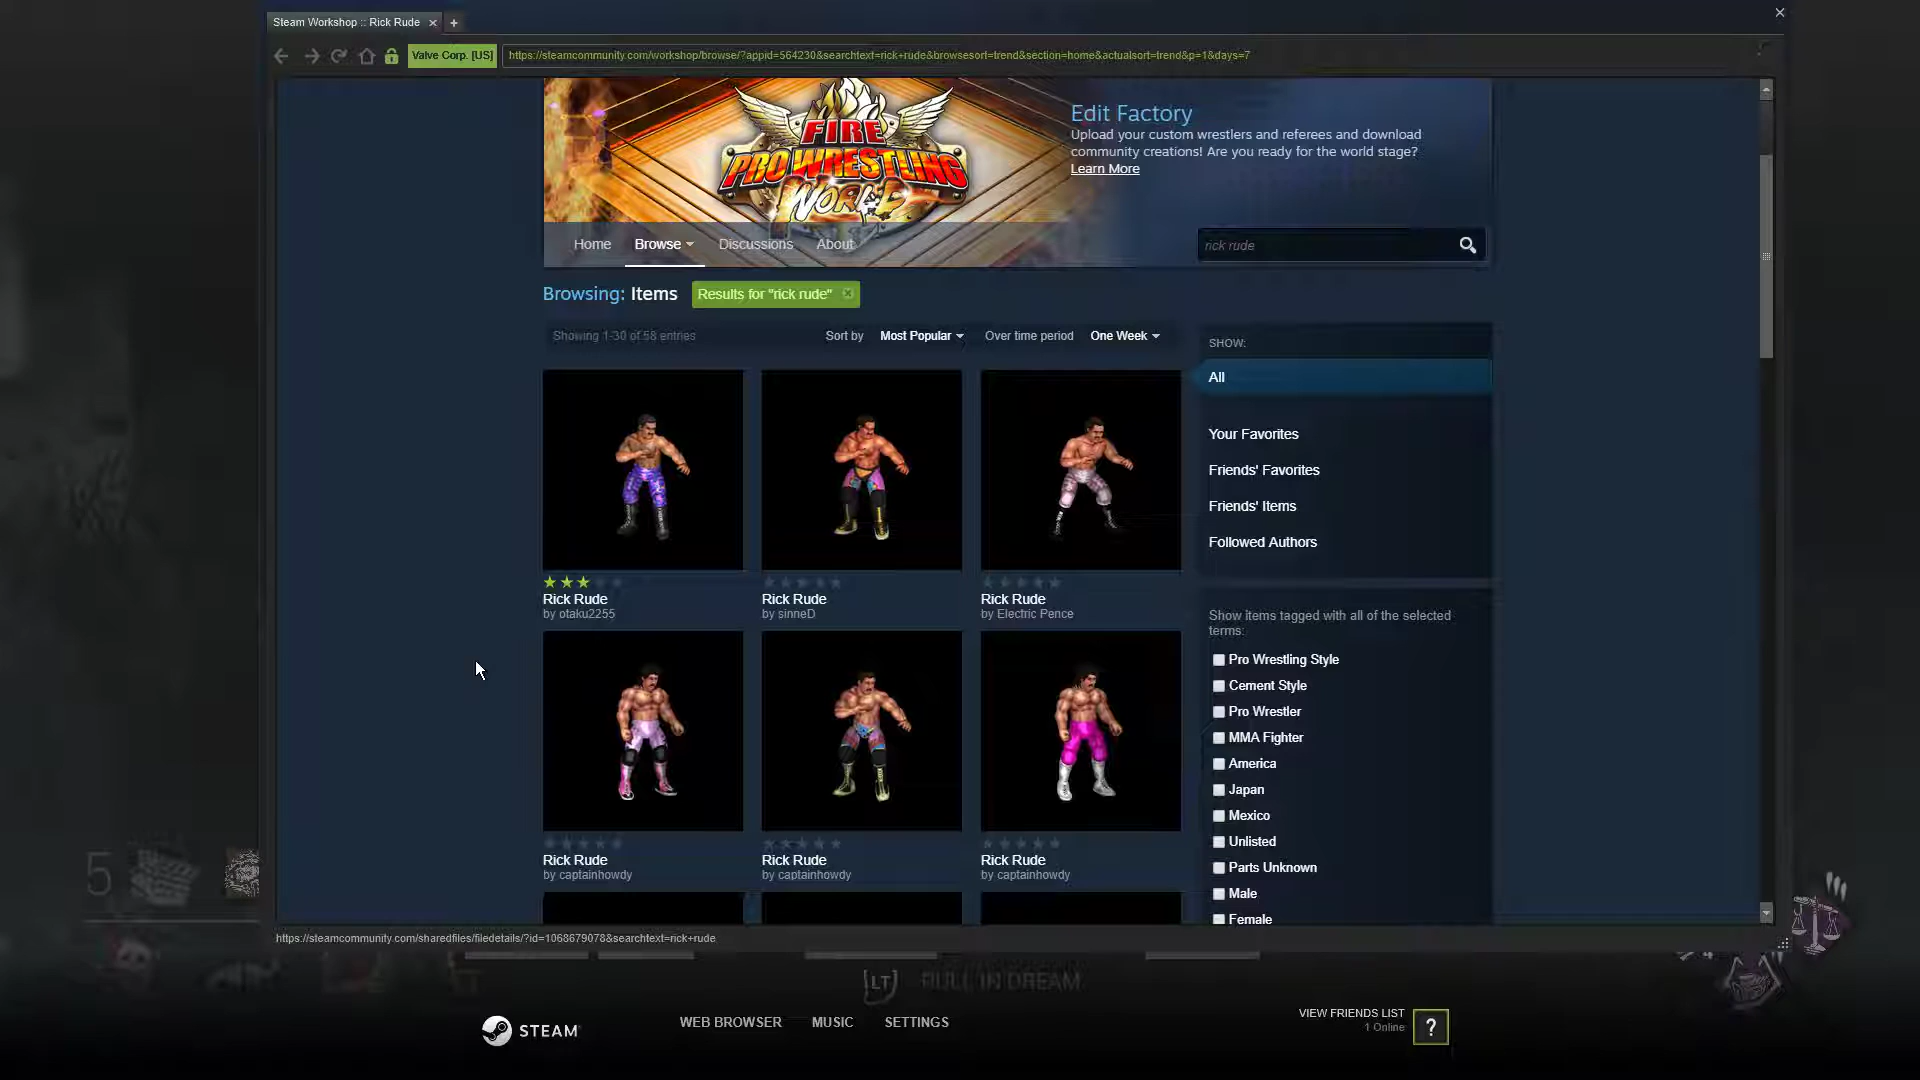 Steam Workshop :: Rick Rude
Valve Corp. [US]
https://steamcommunity.com/workshop/browse/?appid=564230&searchtext=rick+rude&browsesort=trend&section=home&actualsort=trend&p=1&days=7
FIRE
PRO WRESTLING
WORLD
Edit Factory
Upload your custom wrestlers and referees and download
community creations! Are you ready for the world stage?
Learn More
Home
Browse
Discussions
About
rick rude
Browsing: Items
Results for "rick rude"
Showing 1-30 of 58 entries
Sort by
Most Popular
Over time period
One Week
SHOW:
All
Your Favorites
Friends' Favorites
Friends' Items
Followed Authors
Rick Rude
by otaku2255
Rick Rude
by sinneD
Rick Rude
by Electric Pence
Show items tagged with all of the selected
terms:
Pro Wrestling Style
Cement Style
Pro Wrestler
MMA Fighter
America
Japan
Mexico
Unlisted
Parts Unknown
Male
Female
Rick Rude
by captainhowdy
Rick Rude
by captainhowdy
Rick Rude
by captainhowdy
5
https://steamcommunity.com/sharedfiles/filedetails/?id=1068679078&searchtext=rick+rude
LT
PULL IN DREAM
STEAM
WEB BROWSER
MUSIC
SETTINGS
VIEW FRIENDS LIST
1 Online
?